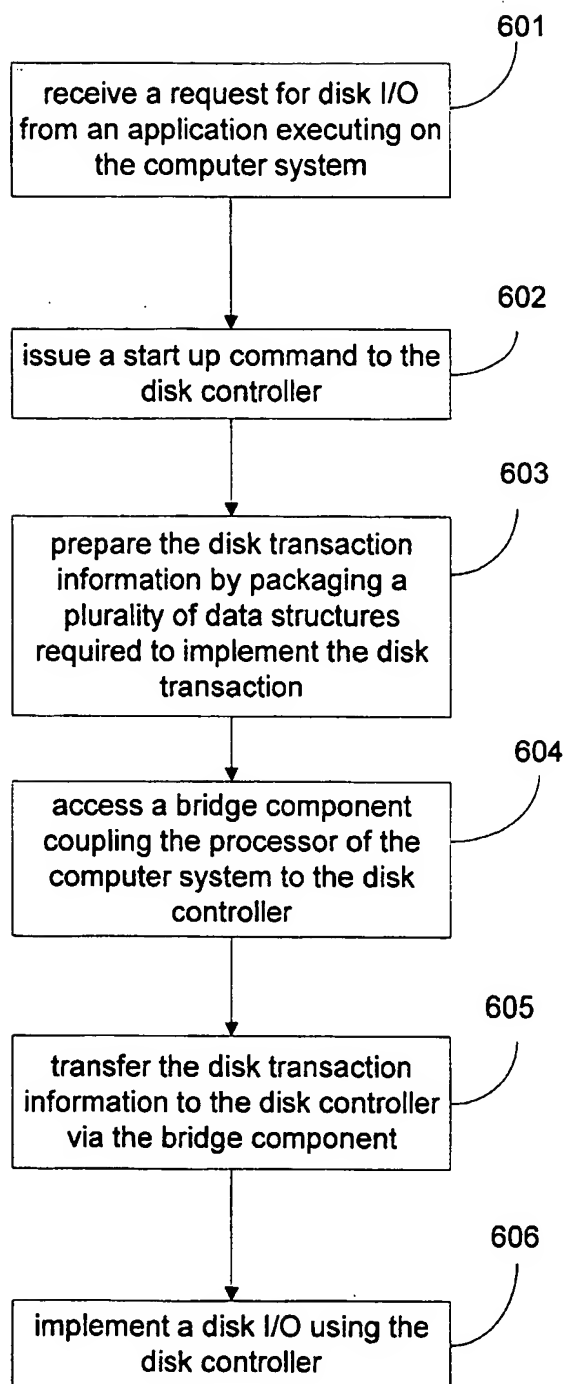 601
receive a request for disk I/O
from an application executing on
the computer system
602
issue a start up command to the
disk controller
603
prepare the disk transaction
information by packaging a
plurality of data structures
required to implement the disk
transaction
604
access a bridge component
coupling the processor of the
computer system to the disk
controller
605
transfer the disk transaction
information to the disk controller
via the bridge component
606
implement a disk I/O using the
disk controller